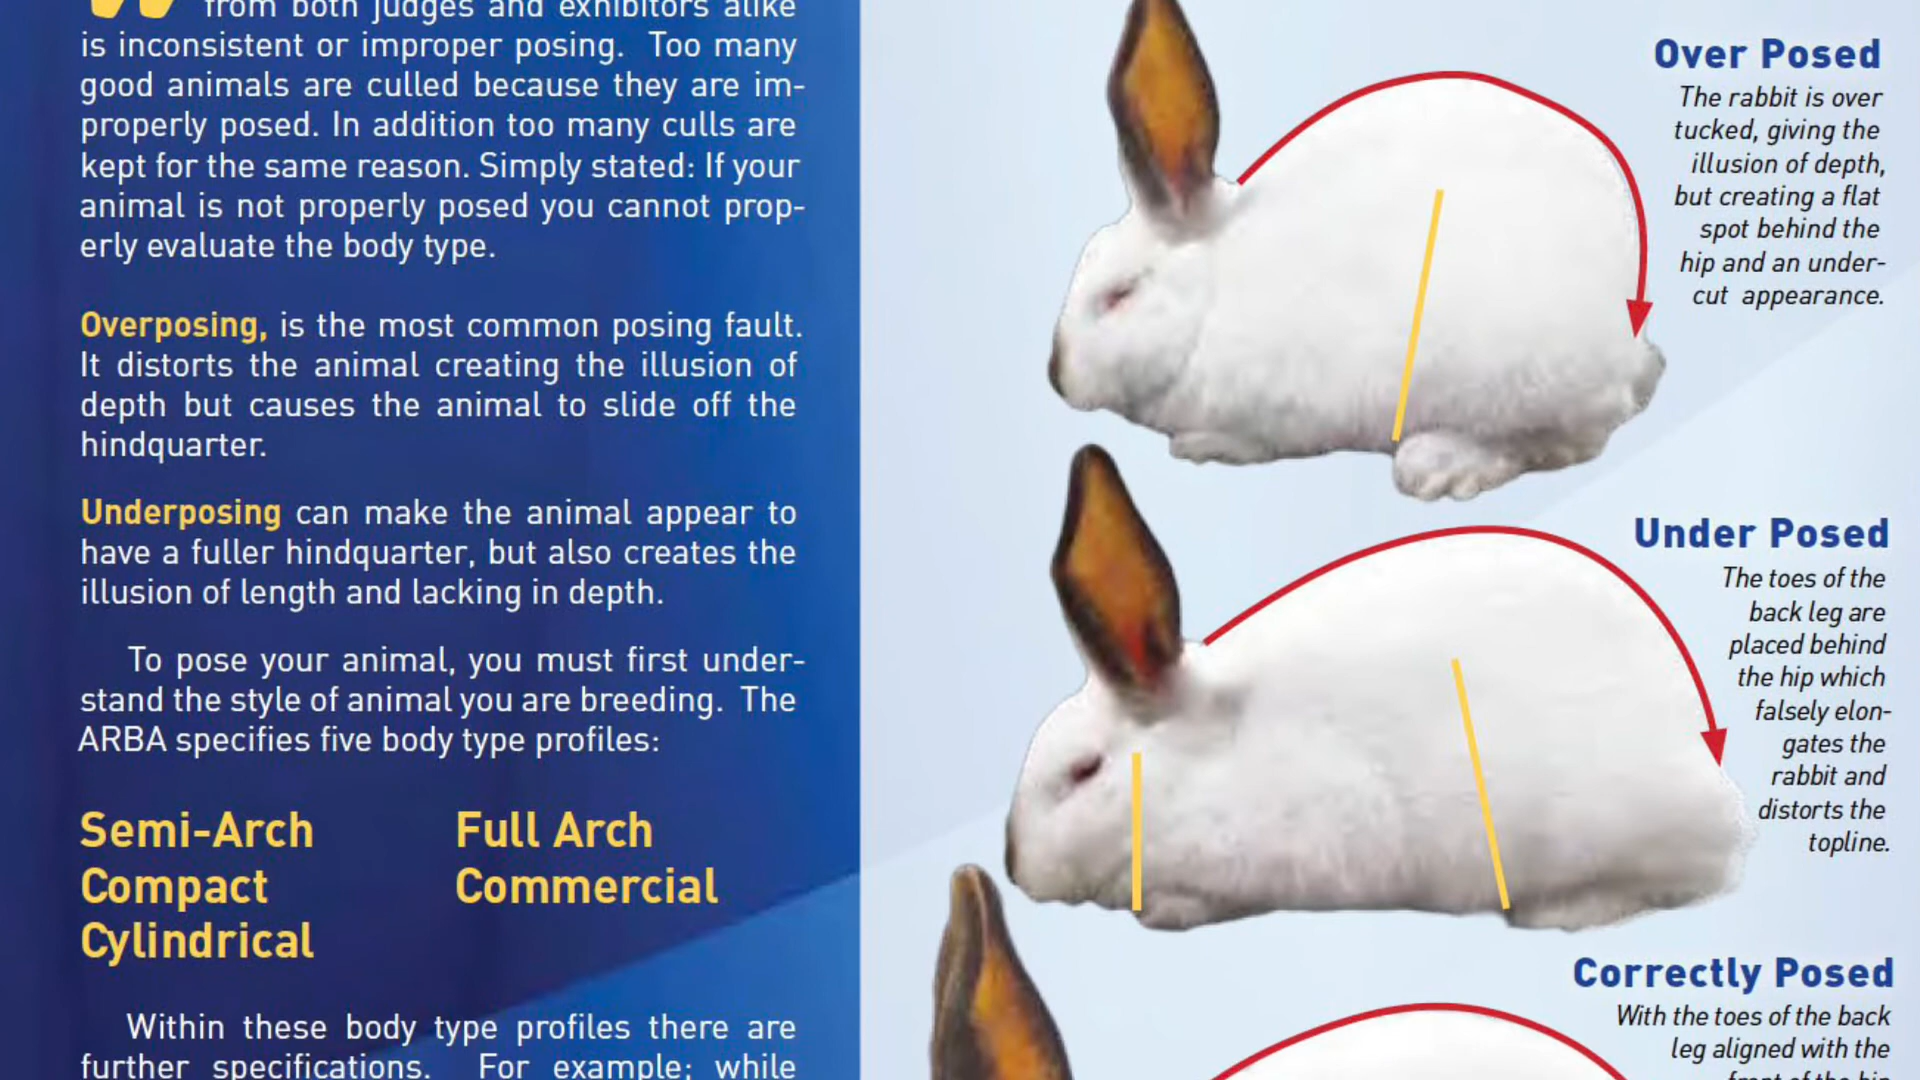 from both judges and exhibitors alike
is inconsistent or improper posing. Too many
good animals are culled because they are im-
properly posed. In addition too many culls are
kept for the same reason. Simply stated: If your
animal is not properly posed you cannot prop-
erly evaluate the body type.
Overposing, is the most common posing fault.
It distorts the animal creating the illusion of
depth but causes the animal to slide off the
hindquarter.
Underposing can make the animal appear to
have a fuller hindquarter, but also creates the
illusion of length and lacking in depth.
To pose your animal, you must first under-
stand the style of animal you are breeding. The
ARBA specifies five body type profiles:
Semi-Arch
Compact
Cylindrical
Full Arch
Commercial
Within these body type profiles there are
further specifications. For example; while
Over Posed
The rabbit is over
tucked, giving the
illusion of depth,
but creating a flat
spot behind the
hip and an under-
cut appearance.
Under Posed
The toes of the
back leg are
placed behind
the hip which
falsely elon-
gates the
rabbit and
distorts the
topline.
Correctly Posed
With the toes of the back
leg aligned with the
front of the hip